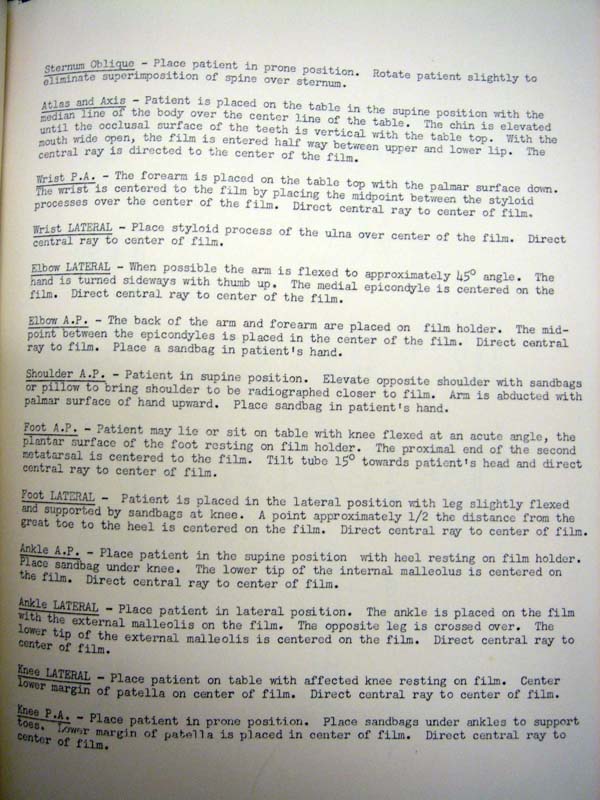 Sternum Oblique - Place patient in prone position. Rotate patient slightly to
eliminate superimposition of spine over sternum.
Atlas and Axis - Patient is placed on the table in the supine position with the
median line of the body over the center line of the table. The chin is elevated
until the occlusal surface of the teeth is vertical with the table top. With the
mouth wide open, the film is entered half way between upper and lower lip. The
central ray is directed to the center of the film.
Wrist P.A. - The forearm is placed on the table top with the palmar surface down.
The wrist is centered to the film by placing the midpoint between the styloid
processes over the center of the film. Direct central ray to center of film.
Wrist LATERAL - Place styloid process of the ulna over center of the film. Direct
central ray to center of film.
Elbow LATERAL - When possible the arm is flexed to approximately 45° angle. The
hand is turned sideways with thumb up. The medial epicondyle is centered on the
film. Direct central ray to center of the film.
Elbow A.P. - The back of the arm and forearm are placed on film holder. The mid-
point between the epicondyles is placed in the center of the film. Direct central
ray to film. Place a sandbag in patient's hand.
Shoulder A.P. - Patient in supine position. Elevate opposite shoulder with sandbags
or pillow to bring shoulder to be radiographed closer to film. Arm is abducted with
palmar surface of hand upward. Place sandbag in patient's hand.
Foot A.P. - Patient may lie or sit on table with knee flexed at an acute angle, the
plantar surface of the foot resting on film holder. The proximal end of the second
metatarsal is centered to the film. Tilt tube 15° towards patient's head and direct
central ray to center of film.
Foot LATERAL - Patient is placed in the lateral position with leg slightly flexed
and supported by sandbags at knee. A point approximately 1/2 the distance from the
great toe to the heel is centered on the film. Direct central ray to center of film.
Ankle A.P. - Place patient in the supine position with heel resting on film holder.
Place sandbag under knee. The lower tip of the internal malleolus is centered on
the film. Direct central ray to center of film.
Ankle LATERAL - Place patient in lateral position. The ankle is placed on the film
with the external malleolis on the film. The opposite leg is crossed over. The
lower tip of the external malleolis is centered on the film. Direct central ray to
center of film.
Knee LATERAL - Place patient on table with affected knee resting on film. Center
lower margin of patella on center of film. Direct central ray to center of film.
Knee P.A. - Place patient in prone position. Place sandbags under ankles to support
toes. Lower margin of patella is placed in center of film. Direct central ray to
center of film.